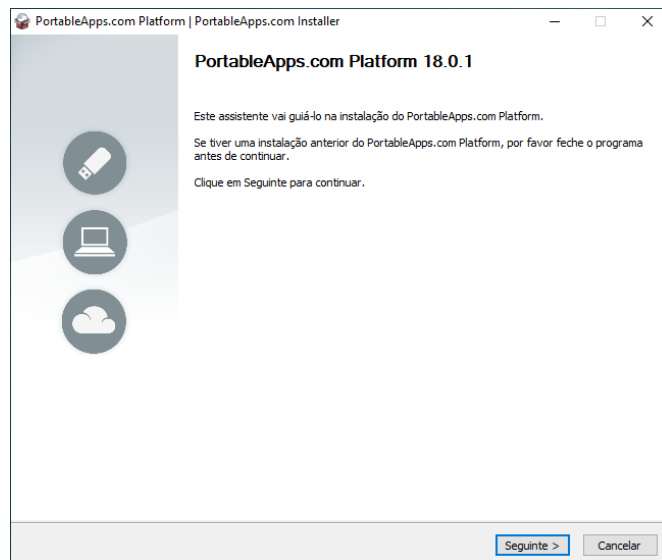 PortableApps.com Platform | PortableApps.com Installer
PortableApps.com Platform 18.0.1
Este assistente vai guiá-lo na instalação do PortableApps.com Platform.
Se tiver uma instalação anterior do PortableApps.com Platform, por favor feche o programa
antes de continuar.
Clique em Seguinte para continuar.
Seguinte >
Cancelar